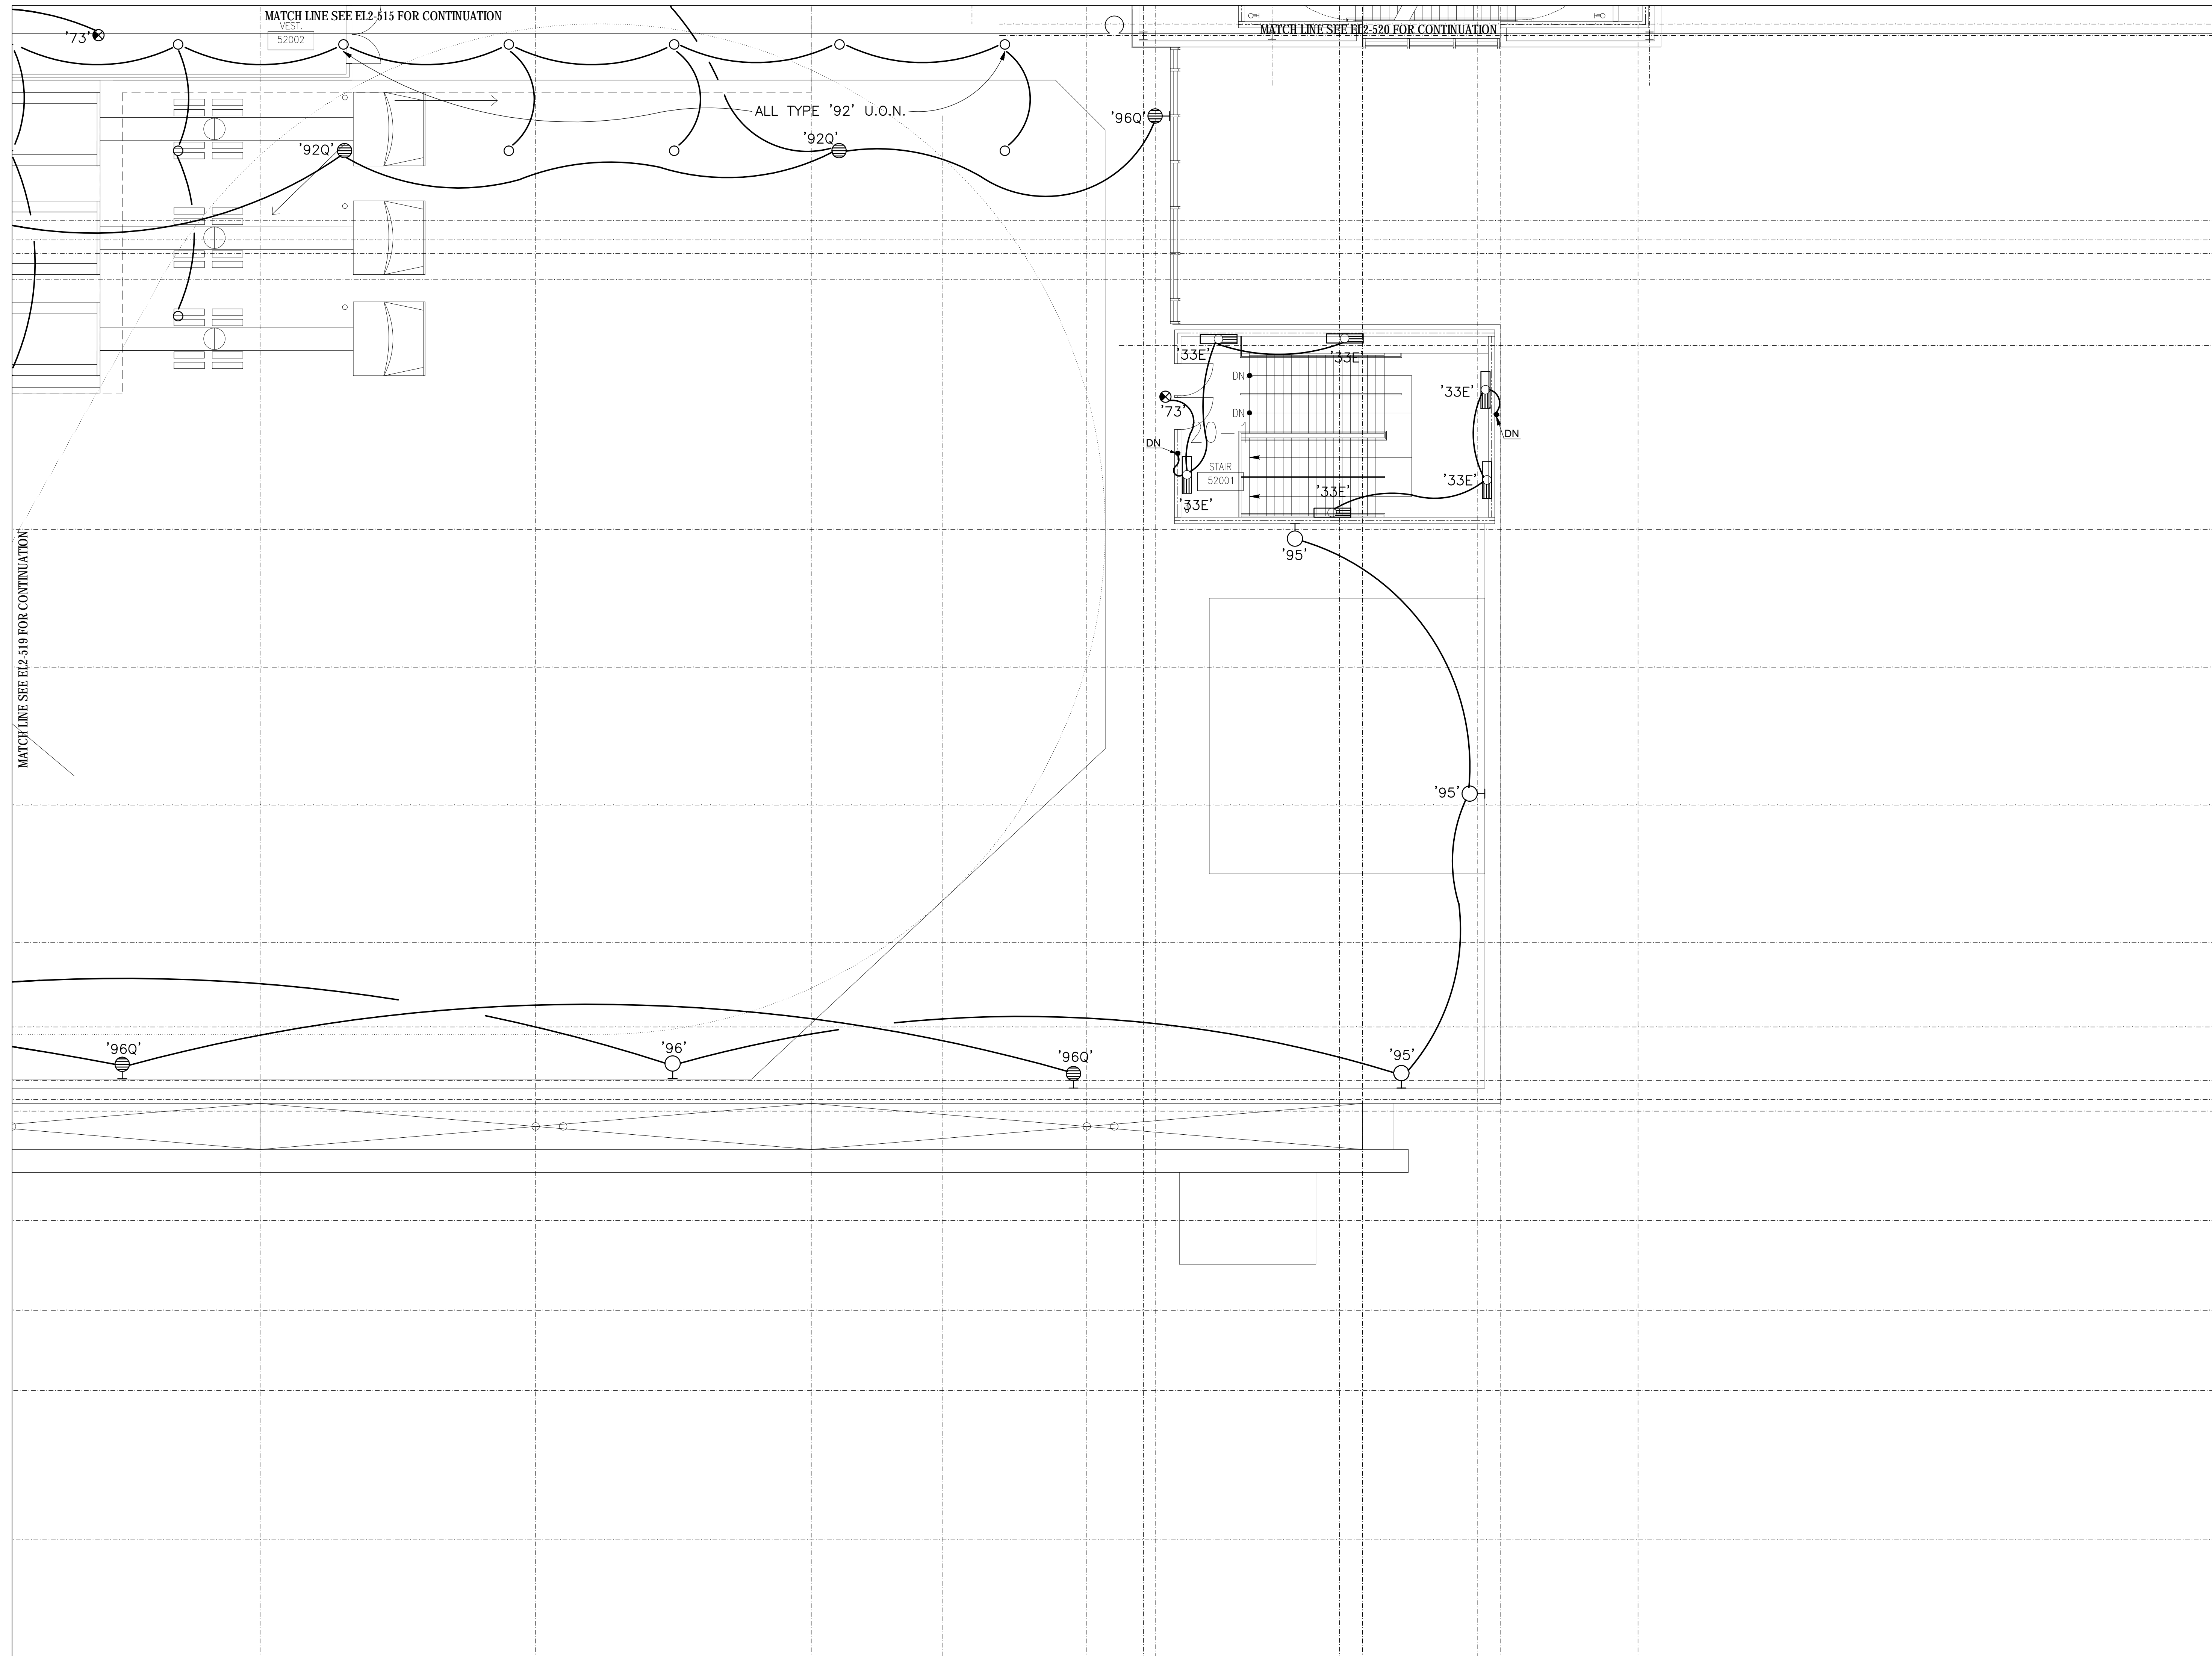 MATCH LINE SEE EL2-515 FOR CONTINUATION
VEST.
52002
'73'
MATCH LINE SEE EL2-520 FOR CONTINUATION
ALL TYPE '92' U.O.N.
'96Q'
'92Q'
'92Q'
'33E'
'33E'
DN
'33E'
'73'
DN
20-1
DN
DN
STAIR
52001
'33E'
'33E'
'33E'
'95'
MATCH LINE SEE EL2-519 FOR CONTINUATION
'95'
'96Q'
'96'
'96Q'
'95'